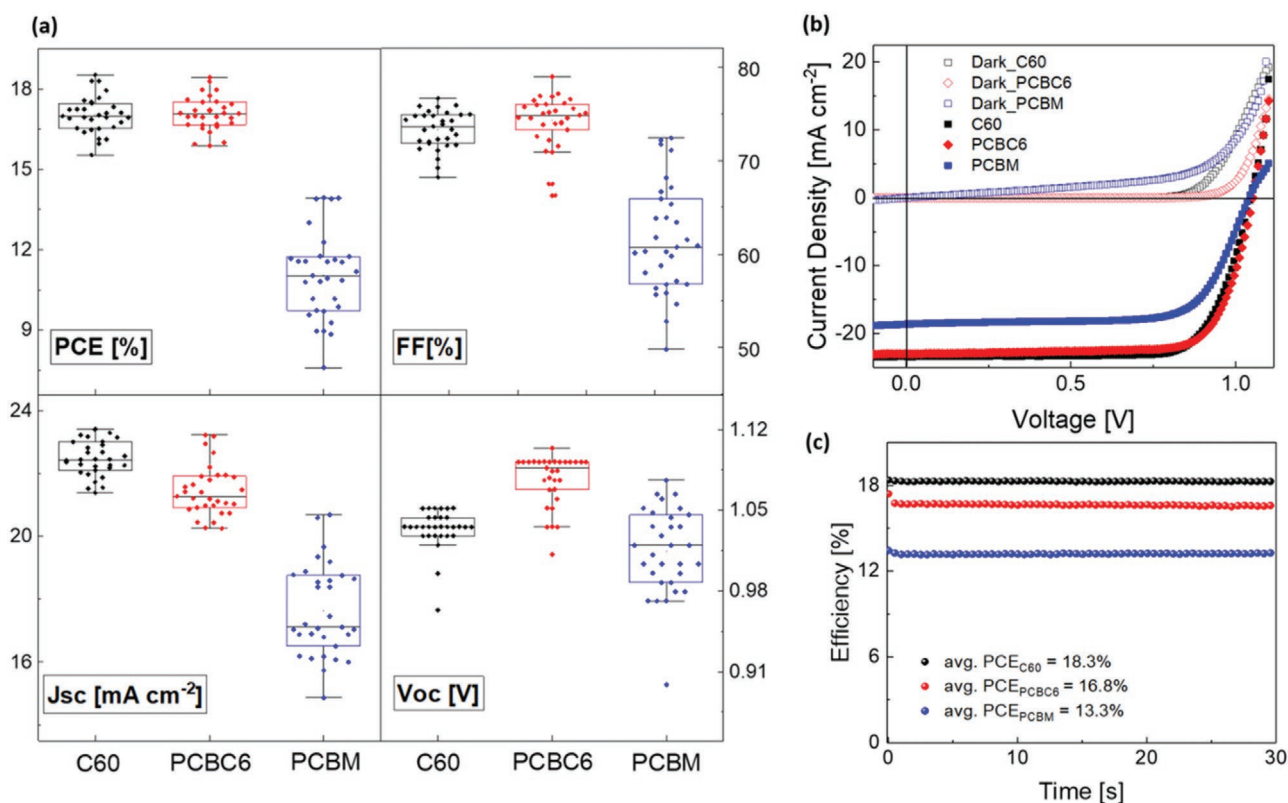 (a)
18
15
12
9
PCE [%]
90
80
70
60
50
FF[%]
24
20
16
Jsc [mA cm-2]
1.12
1.05
0.98
0.91
Voc [V]
C60 PCBC6 PCBM
C60 PCBC6 PCBM
(b)
20
10
0
-10
-20
Current Density [mA cm-2]
Dark_C60
Dark_PCBC6
Dark_PCBM
C60
PCBC6
PCBM
0.0 0.5 1.0
Voltage [V]
(c)
18
12
6
0
Efficiency [%]
avg. PCEC60 = 18.3%
avg. PCEPCBC6 = 16.8%
avg. PCEPCBM = 13.3%
0 10 20 30
Time [s]